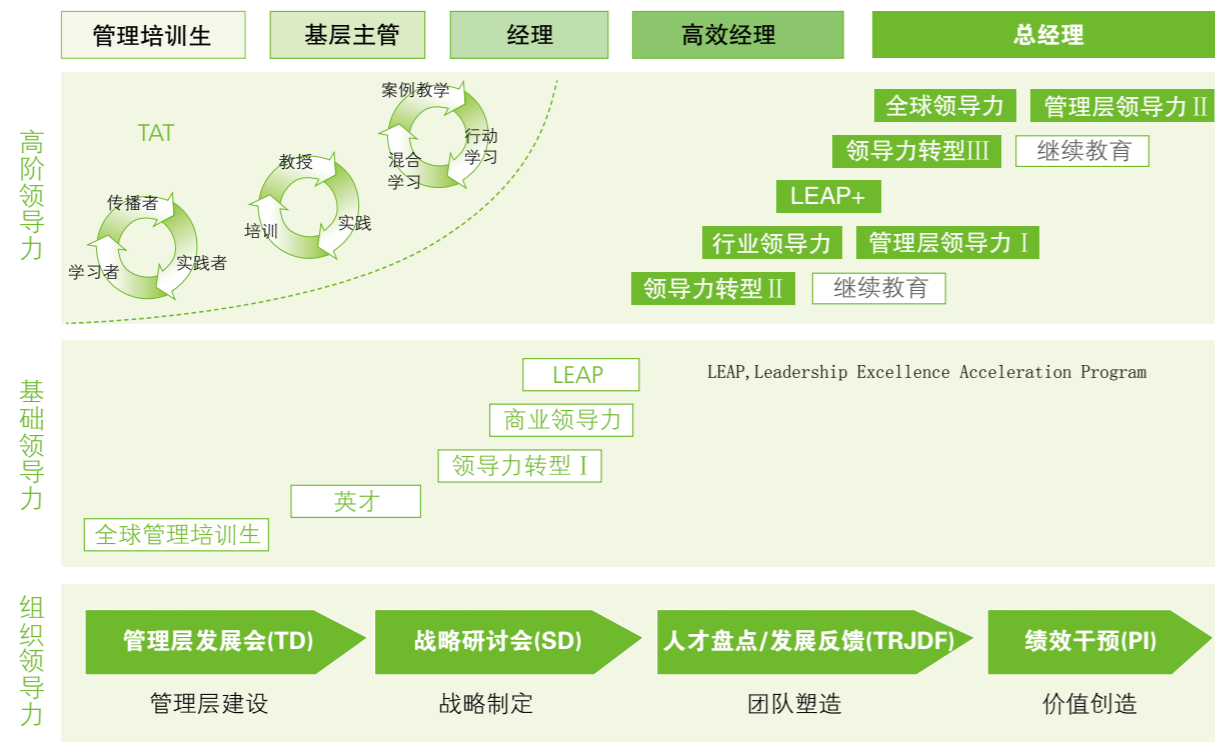 管理培训生
基层主管
经理
高效经理
总经理
高阶领导力
TAT
传播者
学习者
实践者
教授
培训
实践
案例教学
混合
学习
行动
学习
全球领导力
管理层领导力Ⅱ
领导力转型Ⅲ
继续教育
LEAP+
行业领导力
管理层领导力Ⅰ
领导力转型Ⅱ
继续教育
基础领导力
LEAP
LEAP,Leadership Excellence Acceleration Program
商业领导力
领导力转型Ⅰ
英才
全球管理培训生
组织领导力
管理层发展会(TD)
战略研讨会(SD)
人才盘点/发展反馈(TRJDF)
绩效干预(PI)
管理层建设
战略制定
团队塑造
价值创造